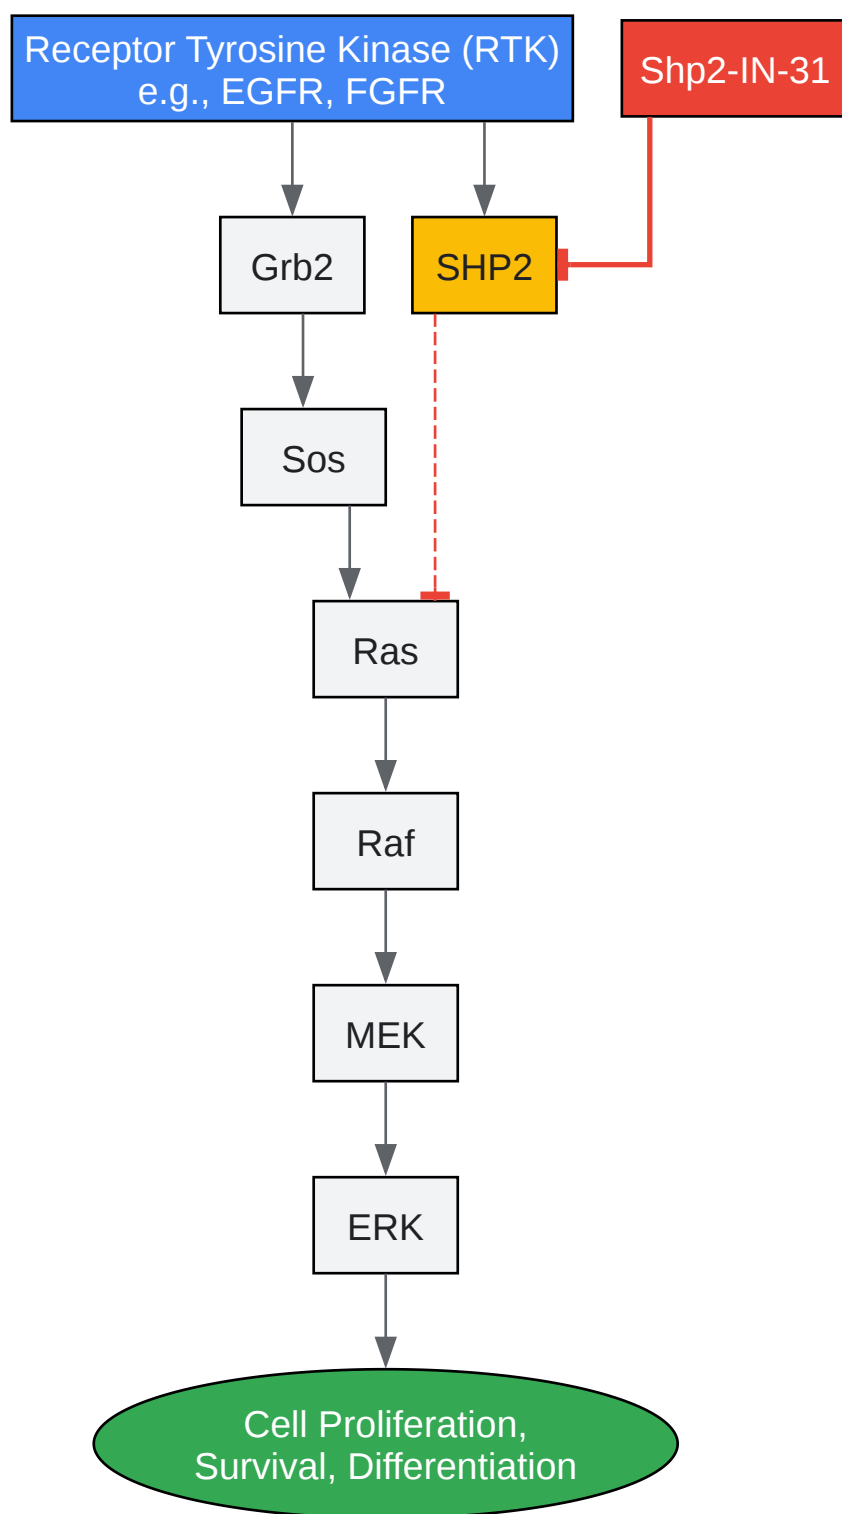 Receptor Tyrosine Kinase (RTK)
e.g., EGFR, FGFR
Shp2-IN-31
Grb2
SHP2
Sos
Ras
Raf
MEK
ERK
Cell Proliferation,
Survival, Differentiation